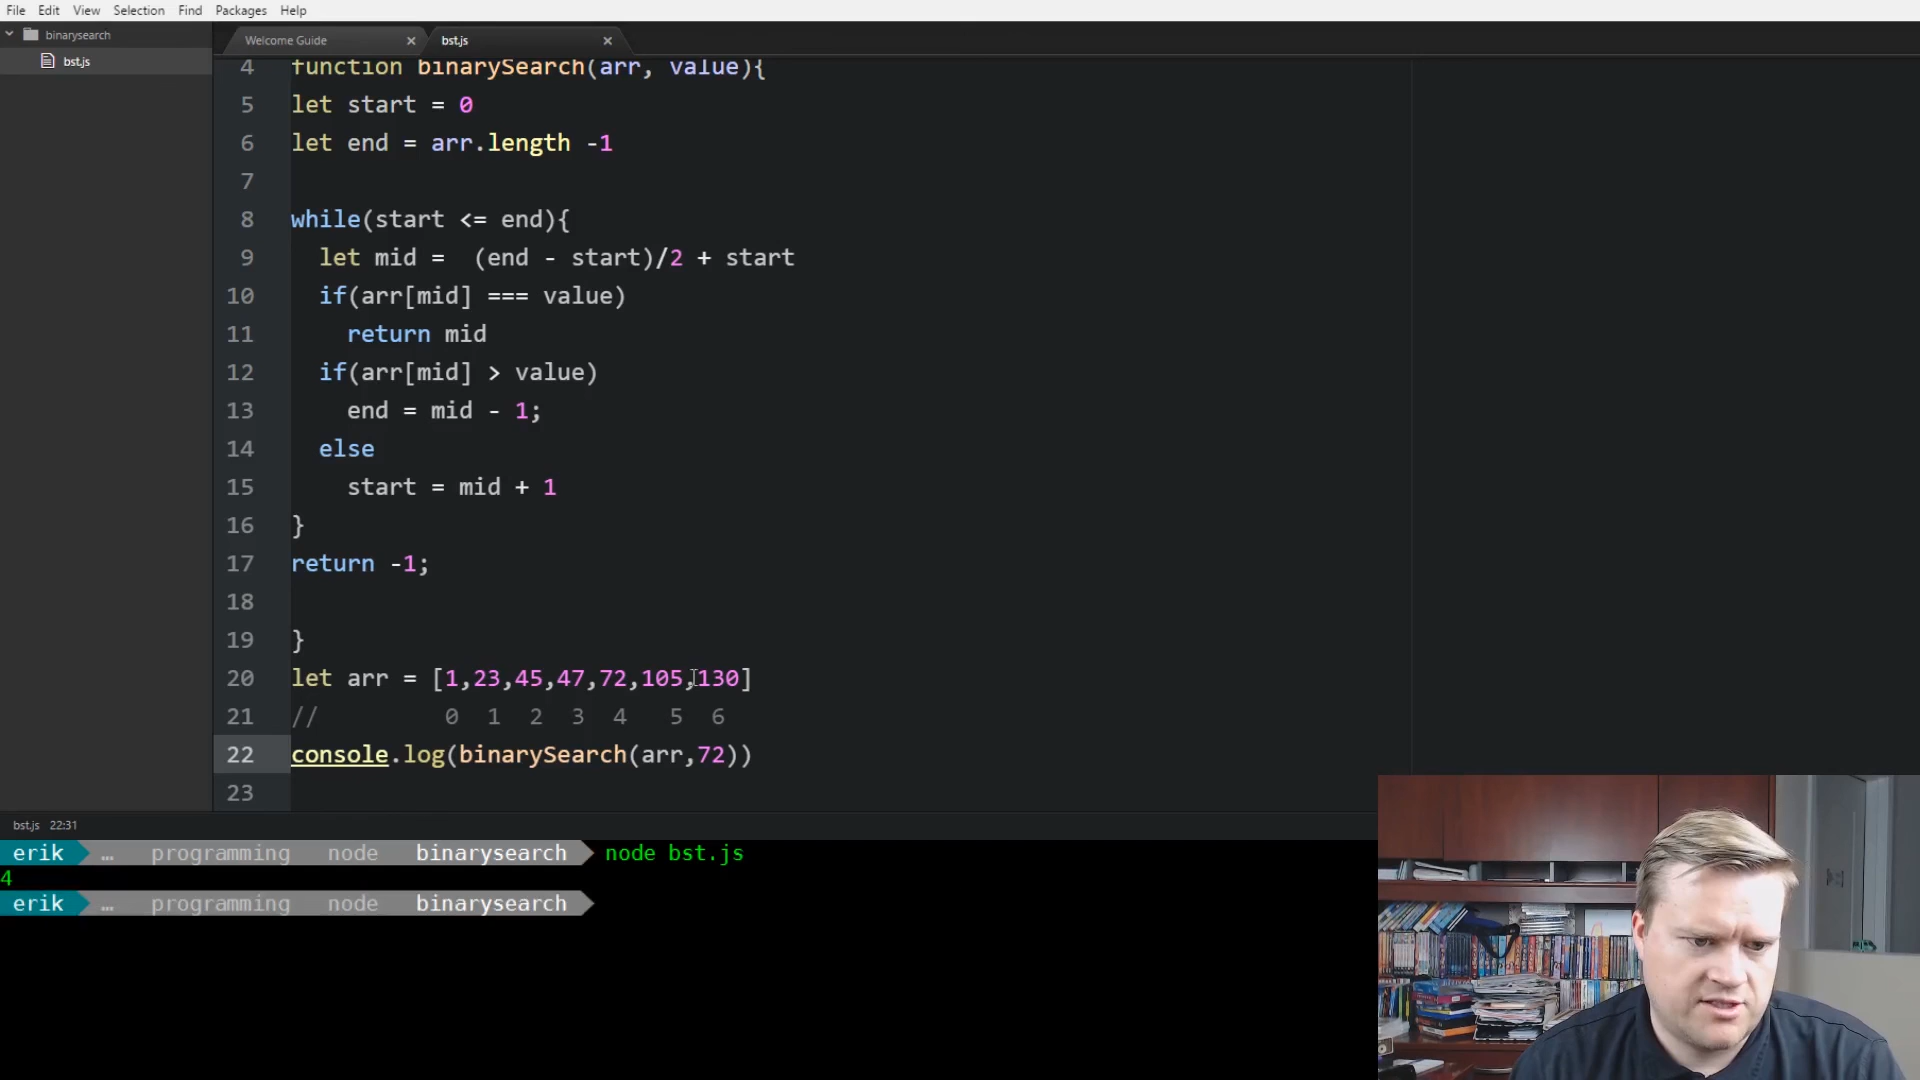 File Edit View Selection Find Packages Help
binarysearch
bst.js
Welcome Guide
bst.js
4 function binarySearch(arr, value){
5 let start = 0
6 let end = arr.length -1
7
8 while(start <= end){
9 let mid =  (end - start)/2 + start
10 if(arr[mid] === value)
11 return mid
12 if(arr[mid] > value)
13 end = mid - 1;
14 else
15 start = mid + 1
16 }
17 return -1;
18
19 }
20 let arr = [1,23,45,47,72,105,130]
21 // 0 1 2 3 4 5 6
22 console.log(binarySearch(arr,72))
23
bst.js 22:31
erik … programming node binarysearch node bst.js
4
erik … programming node binarysearch